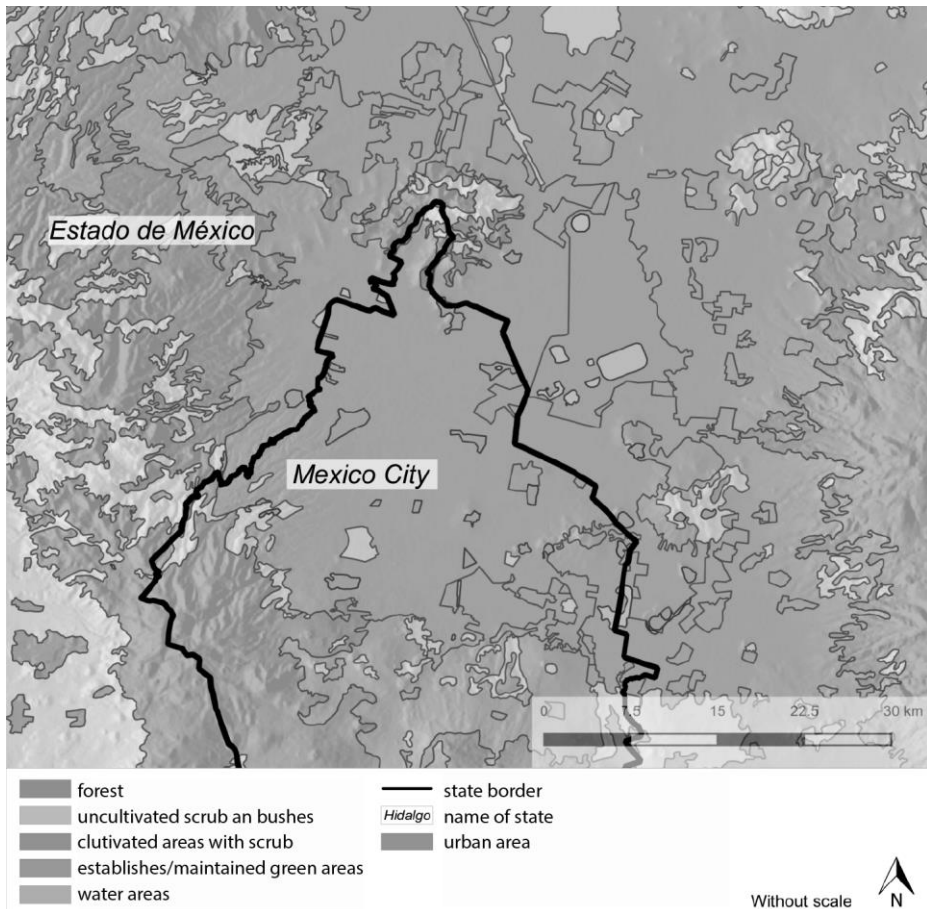 Estado de México
Mexico City
0 7.5 15 22.5 30 km
forest
uncultivated scrub an bushes
clutivated areas with scrub
establishes/maintained green areas
water areas
state border
Hidalgo name of state
urban area
Without scale N